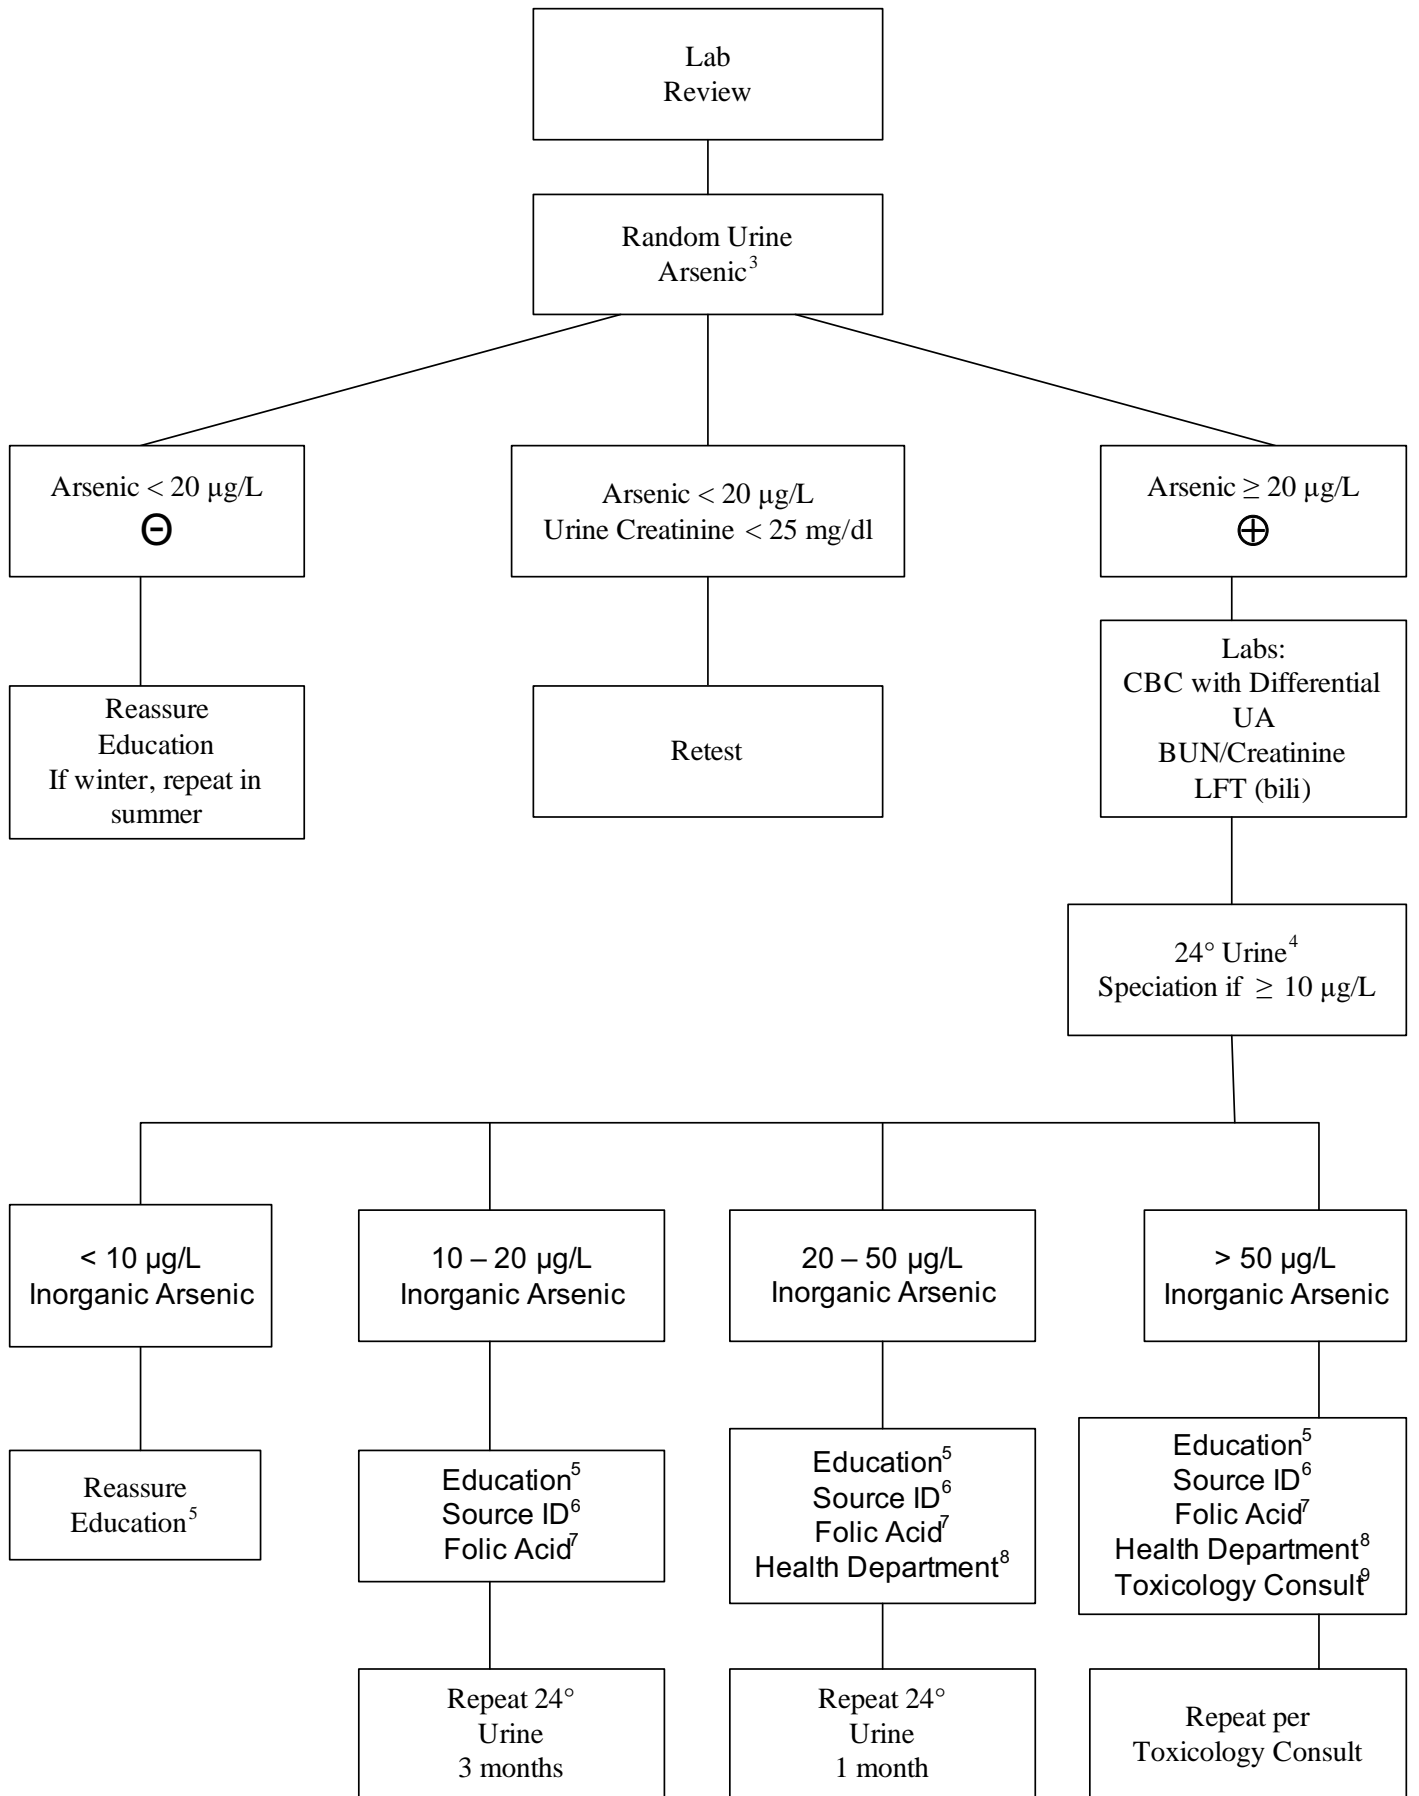 Lab
Review
Random Urine
Arsenic³
Arsenic < 20 µg/L
Θ
Arsenic < 20 µg/L
Urine Creatinine < 25 mg/dl
Arsenic ≥ 20 µg/L
⊕
Reassure
Education
If winter, repeat in
summer
Retest
Labs:
CBC with Differential
UA
BUN/Creatinine
LFT (bili)
24° Urine⁴
Speciation if ≥ 10 µg/L
< 10 µg/L
Inorganic Arsenic
10 – 20 µg/L
Inorganic Arsenic
20 – 50 µg/L
Inorganic Arsenic
> 50 µg/L
Inorganic Arsenic
Reassure
Education⁵
Education⁵
Source ID⁶
Folic Acid⁷
Education⁵
Source ID⁶
Folic Acid⁷
Health Department⁸
Education⁵
Source ID⁶
Folic Acid⁷
Health Department⁸
Toxicology Consult⁹
Repeat 24°
Urine
3 months
Repeat 24°
Urine
1 month
Repeat per
Toxicology Consult